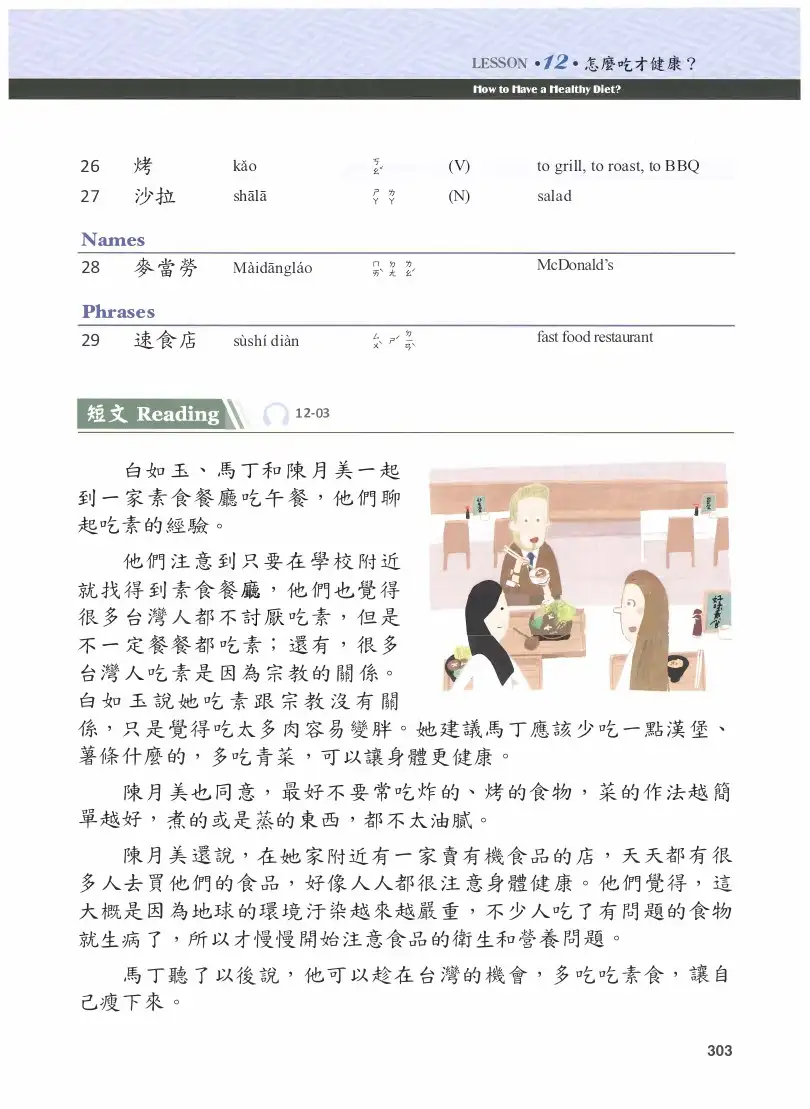 LESSON •12• 怎麼吃才健康？
How to Have a Healthy Diet?
26 烤 kǎo ㄎㄠˇ (V) to grill, to roast, to BBQ
27 沙拉 shālā ㄕㄚ ㄌㄚ (N) salad
Names
28 麥當勞 Màidāngláo ㄇㄞˋ ㄉㄤ ㄌㄠˊ McDonald's
Phrases
29 速食店 sùshí diàn ㄙㄨˋ ㄕˊ ㄉㄧㄢˋ fast food restaurant
短文 Reading 12-03
白如玉、馬丁和陳月美一起
到一家素食餐廳吃午餐，他們聊
起吃素的經驗。
他們注意到只要在學校附近
就找得到素食餐廳，他們也覺得
很多台灣人都不討厭吃素，但是
不一定餐餐都吃素；還有，很多
台灣人吃素是因為宗教的關係。
白如玉說她吃素跟宗教沒有關
係，只是覺得吃太多肉容易變胖。她建議馬丁應該少吃一點漢堡、
薯條什麼的，多吃青菜，可以讓身體更健康。
陳月美也同意，最好不要常吃炸的、烤的食物，菜的作法越簡
單越好，煮的或是蒸的東西，都不太油膩。
陳月美還說，在她家附近有一家賣有機食品的店，天天都有很
多人去買他們的食品，好像人人都很注意身體健康。他們覺得，這
大概是因為地球的環境汙染越來越嚴重，不少人吃了有問題的食物
就生病了，所以才慢慢開始注意食品的衛生和營養問題。
馬丁聽了以後說，他可以趁在台灣的機會，多吃吃素食，讓自
己瘦下來。
303